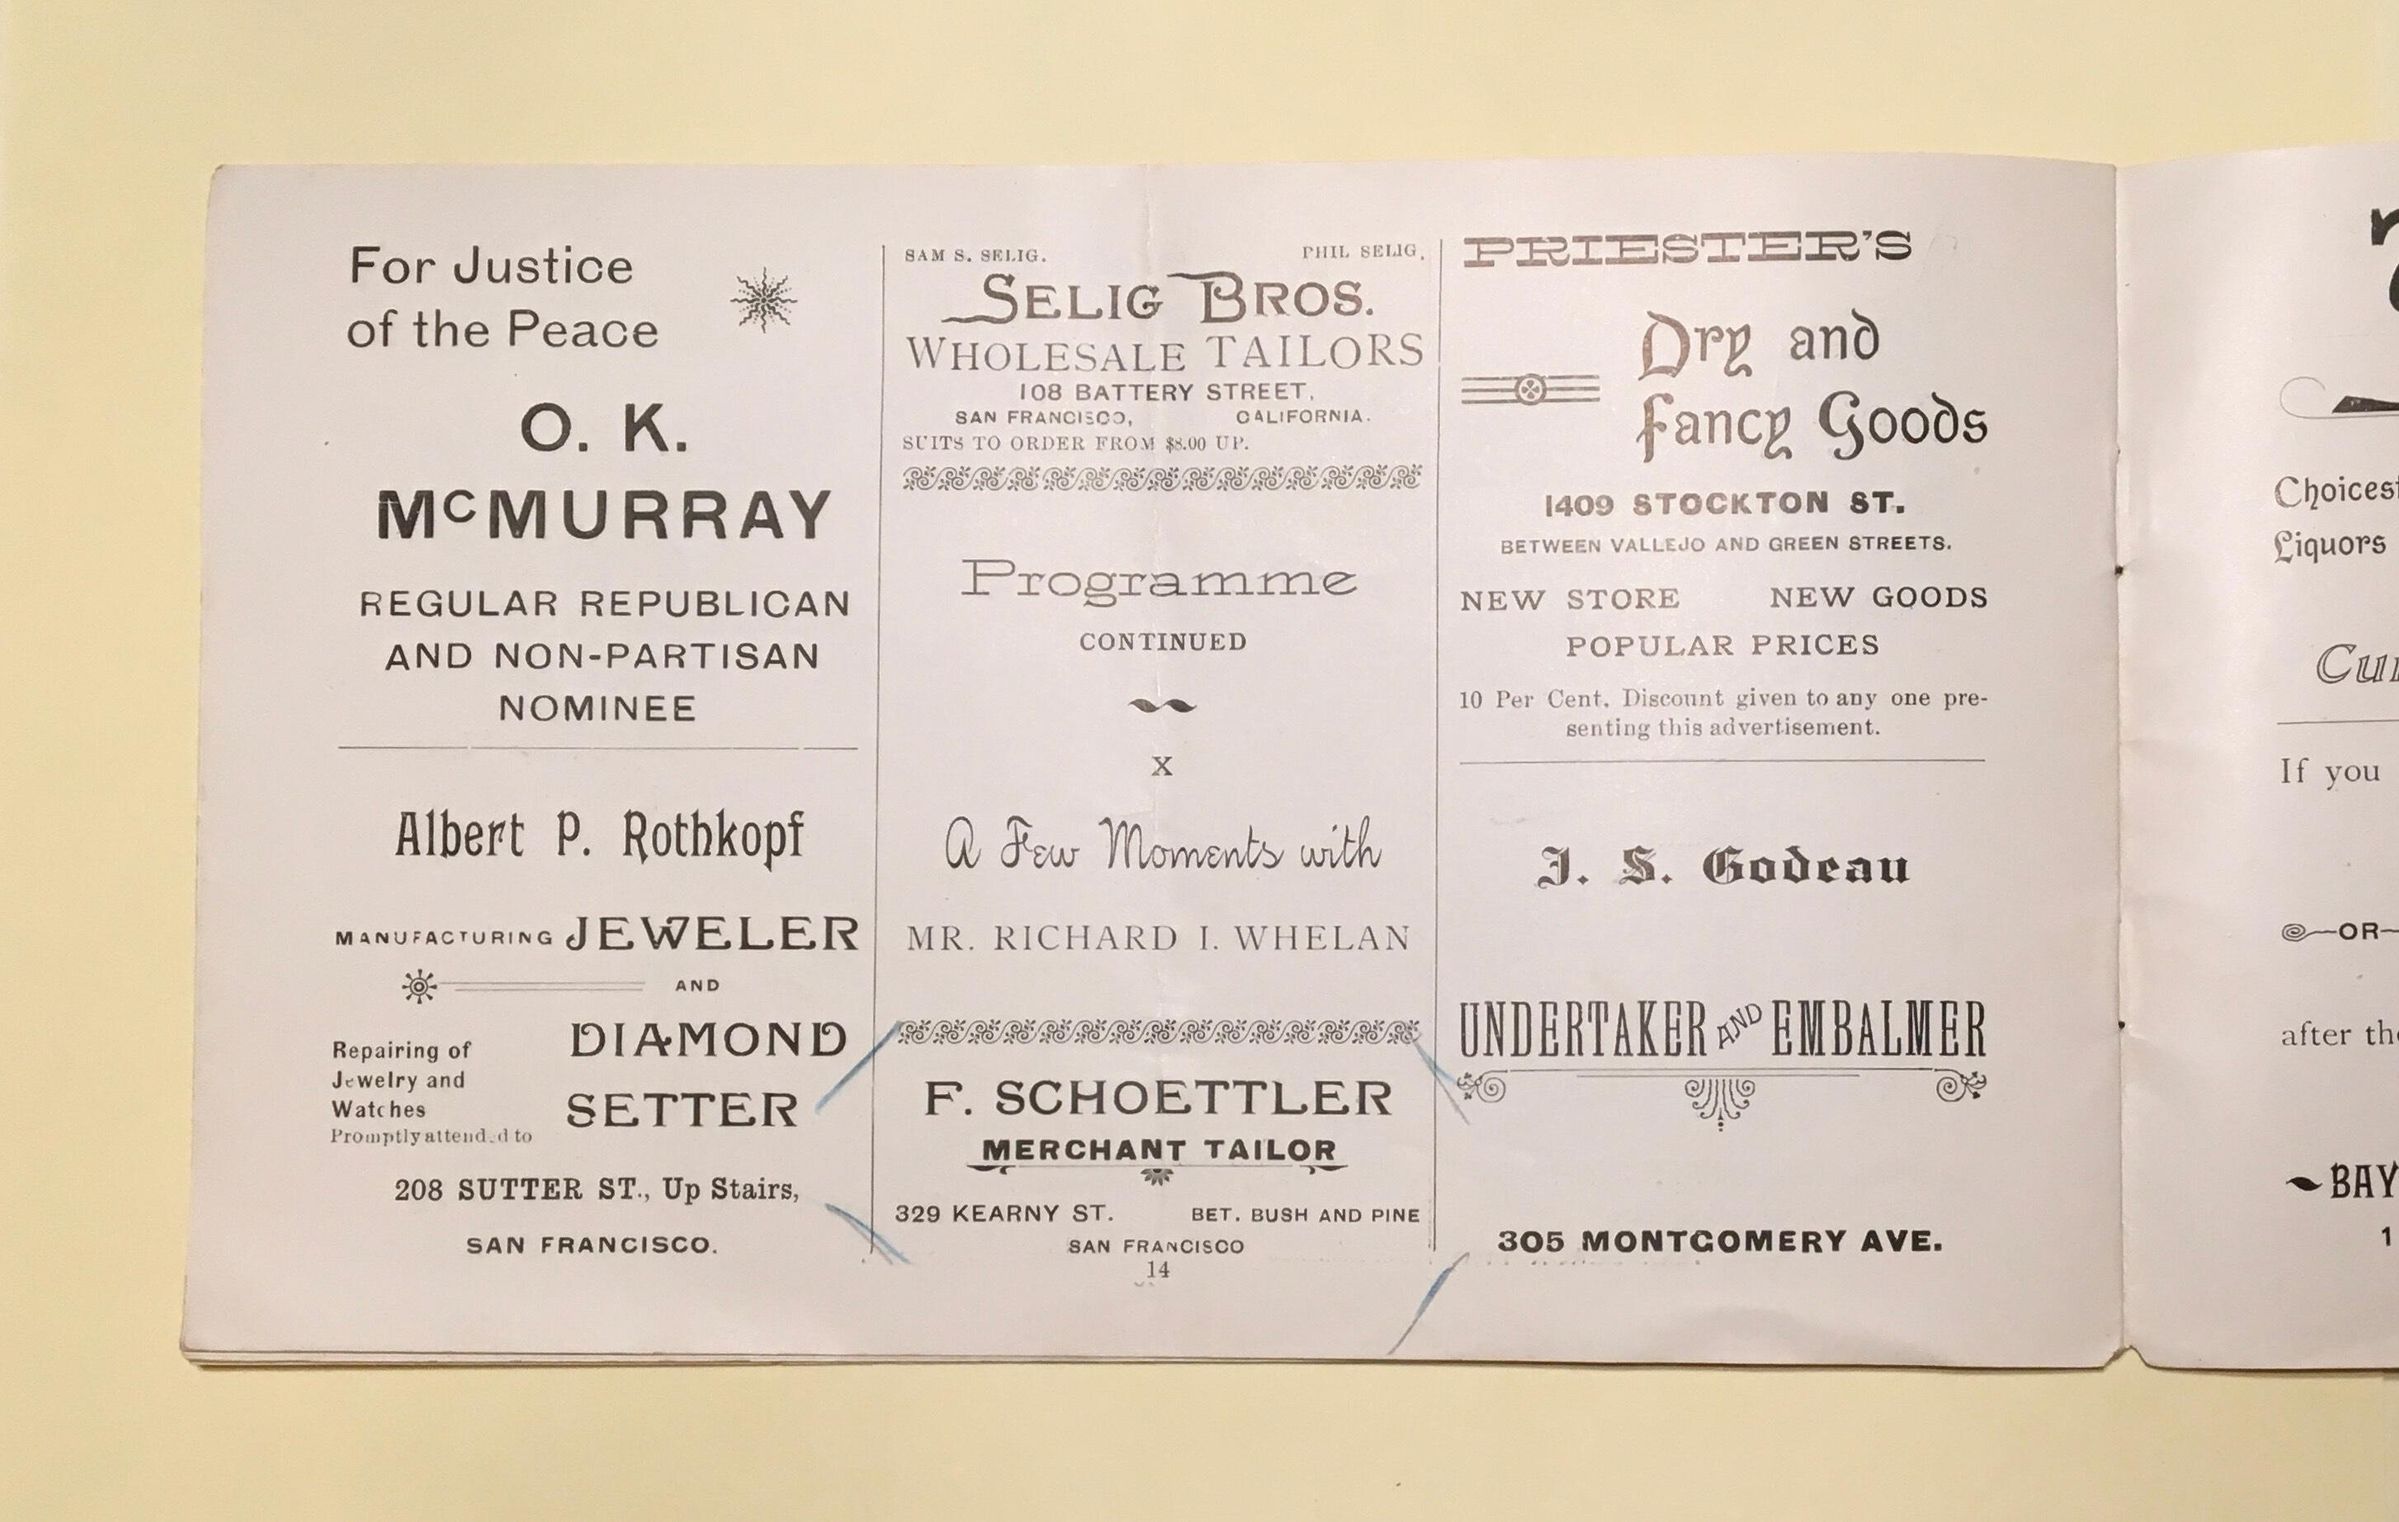 For Justice
of the Peace
O. K.
McMURRAY
REGULAR REPUBLICAN
AND NON-PARTISAN
NOMINEE
Albert P. Rothkopf
MANUFACTURING JEWELER
AND
DIAMOND
SETTER
Repairing of
Jewelry and
Watches
Promptly attended to
208 SUTTER ST., Up Stairs,
SAN FRANCISCO.
SAM S. SELIG. PHIL SELIG,
SELIG BROS.
WHOLESALE TAILORS
108 BATTERY STREET,
SAN FRANCISCO, CALIFORNIA.
SUITS TO ORDER FROM $8.00 UP.
Programme
CONTINUED
X
A Few Moments with
MR. RICHARD I. WHELAN
F. SCHOETTLER
MERCHANT TAILOR
329 KEARNY ST. BET. BUSH AND PINE
SAN FRANCISCO
14
PRIESTER'S
Dry and
Fancy Goods
1409 STOCKTON ST.
BETWEEN VALLEJO AND GREEN STREETS.
NEW STORE NEW GOODS
POPULAR PRICES
10 Per Cent. Discount given to any one pre-
senting this advertisement.
J. S. Godeau
UNDERTAKER AND EMBALMER
305 MONTGOMERY AVE.
Choicest
Liquors
If you
OR
after
BAY
1